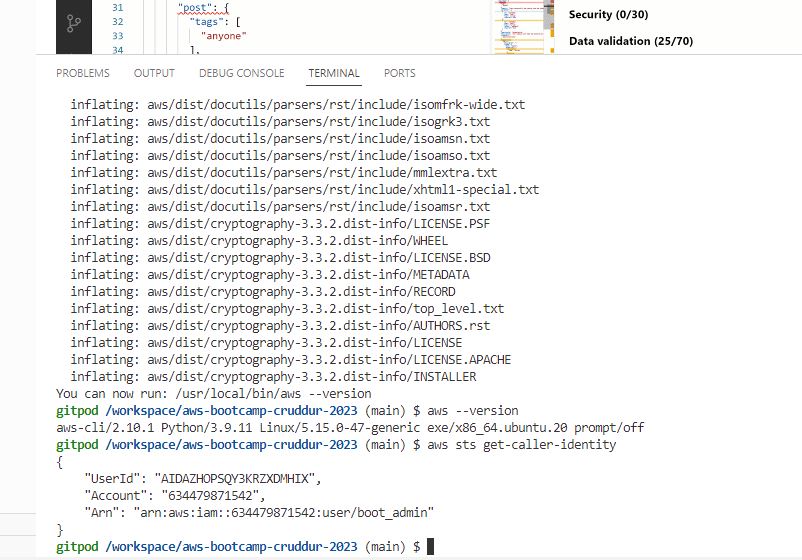 31 "post": {
32 "tags": [
33 "anyone"
34 ],
Security (0/30)
Data validation (25/70)
PROBLEMS OUTPUT DEBUG CONSOLE TERMINAL PORTS
inflating: aws/dist/docutils/parsers/rst/include/isomfrk-wide.txt
inflating: aws/dist/docutils/parsers/rst/include/isogrk3.txt
inflating: aws/dist/docutils/parsers/rst/include/isoamsn.txt
inflating: aws/dist/docutils/parsers/rst/include/isoamso.txt
inflating: aws/dist/docutils/parsers/rst/include/mmlextra.txt
inflating: aws/dist/docutils/parsers/rst/include/xhtml1-special.txt
inflating: aws/dist/docutils/parsers/rst/include/isoamsr.txt
inflating: aws/dist/cryptography-3.3.2.dist-info/LICENSE.PSF
inflating: aws/dist/cryptography-3.3.2.dist-info/WHEEL
inflating: aws/dist/cryptography-3.3.2.dist-info/LICENSE.BSD
inflating: aws/dist/cryptography-3.3.2.dist-info/METADATA
inflating: aws/dist/cryptography-3.3.2.dist-info/RECORD
inflating: aws/dist/cryptography-3.3.2.dist-info/top_level.txt
inflating: aws/dist/cryptography-3.3.2.dist-info/AUTHORS.rst
inflating: aws/dist/cryptography-3.3.2.dist-info/LICENSE
inflating: aws/dist/cryptography-3.3.2.dist-info/LICENSE.APACHE
inflating: aws/dist/cryptography-3.3.2.dist-info/INSTALLER
You can now run: /usr/local/bin/aws --version
gitpod /workspace/aws-bootcamp-cruddur-2023 (main) $ aws --version
aws-cli/2.10.1 Python/3.9.11 Linux/5.15.0-47-generic exe/x86_64.ubuntu.20 prompt/off
gitpod /workspace/aws-bootcamp-cruddur-2023 (main) $ aws sts get-caller-identity
{
"UserId": "AIDAZHOPSQY3KRZXDMHIX",
"Account": "634479871542",
"Arn": "arn:aws:iam::634479871542:user/boot_admin"
}
gitpod /workspace/aws-bootcamp-cruddur-2023 (main) $